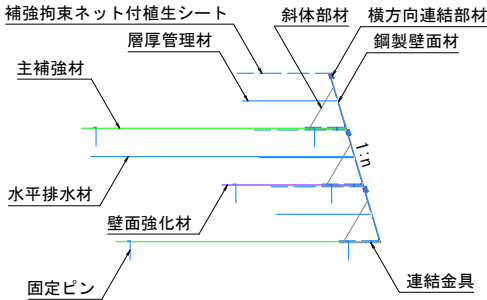 補強拘束ネット付植生シート
斜体部材
横方向連結部材
層厚管理材
鋼製壁面材
主補強材
1:n
水平排水材
壁面強化材
固定ピン
連結金具